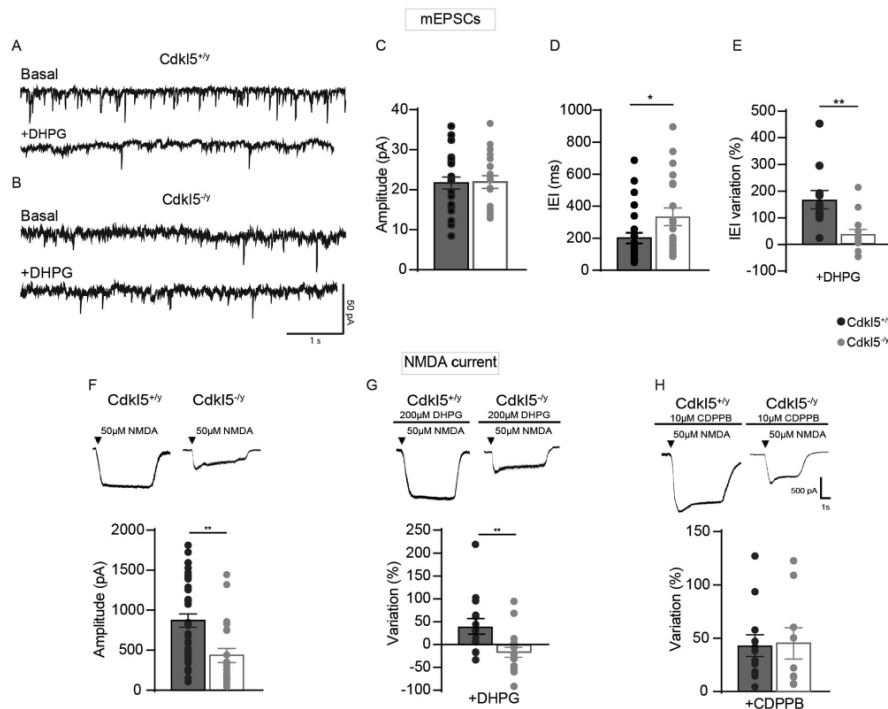 mEPSCs
A
Cdkl5+/y
Basal
+DHPG
B
Cdkl5-/y
Basal
+DHPG
50 pA
1 s
C
Amplitude (pA)
40
30
20
10
0
D
IEI (ms)
1000
800
600
400
200
0
*
E
IEI variation (%)
500
400
300
200
100
0
-100
**
+DHPG
Cdkl5+/y
Cdkl5-/y
NMDA current
F
Cdkl5+/y
Cdkl5-/y
50µM NMDA
50µM NMDA
Amplitude (pA)
2000
1500
1000
500
0
**
G
Cdkl5+/y
Cdkl5-/y
200µM DHPG
200µM DHPG
50µM NMDA
50µM NMDA
Variation (%)
250
200
150
100
50
0
-50
-100
**
+DHPG
H
Cdkl5+/y
Cdkl5-/y
10µM CDPPB
10µM CDPPB
50µM NMDA
50µM NMDA
500 pA
1s
Variation (%)
150
100
50
0
+CDPPB